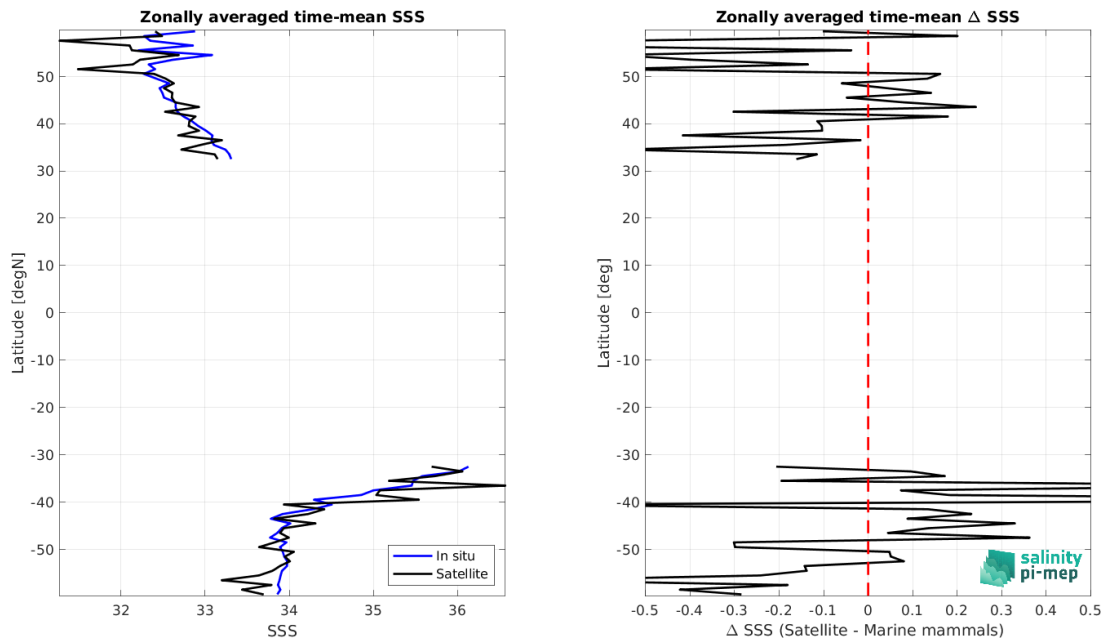 Zonally averaged time-mean SSS
50
40
30
20
10
0
-10
-20
-30
-40
-50
Latitude [degN]
In situ
Satellite
32 33 34 35 36
SSS
Zonally averaged time-mean Δ SSS
50
40
30
20
10
0
-10
-20
-30
-40
-50
Latitude [deg]
salinity
pi-mep
-0.5 -0.4 -0.3 -0.2 -0.1 0 0.1 0.2 0.3 0.4 0.5
Δ SSS (Satellite - Marine mammals)